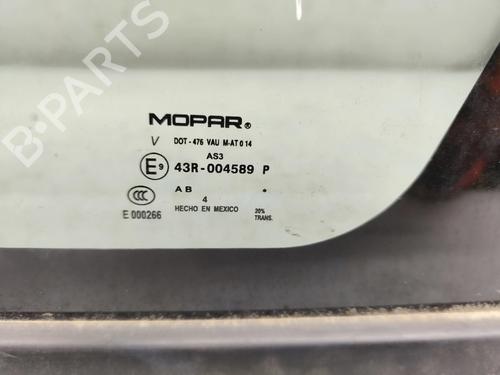 MOPAR®
V DOT-476 VAU M-AT 0 14
AS3
E9 43R-004589 P
CCC A B
4
E 000266 HECHO EN MEXICO 20% TRANS.
B-PARTS